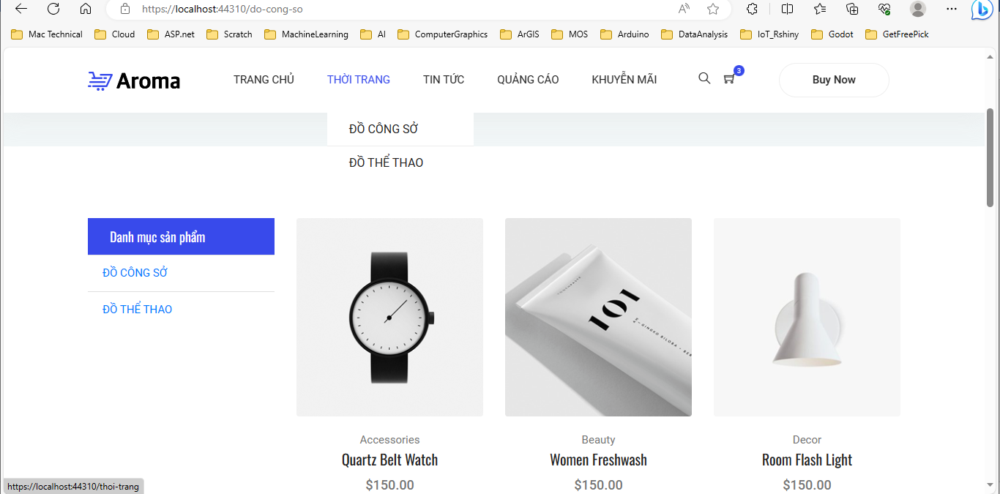 https://localhost:44310/do-cong-so
Mac Technical Cloud ASP.net Scratch MachineLearning AI ComputerGraphics ArGIS MOS Arduino DataAnalysis IoT_Rshiny Godot GetFreePick
Aroma TRANG CHỦ THỜI TRANG TIN TỨC QUẢNG CÁO KHUYỄN MÃI 3 Buy Now
ĐỒ CÔNG SỞ
ĐỒ THỂ THAO
Danh mục sản phẩm
ĐỒ CÔNG SỞ
ĐỒ THỂ THAO
101
Accessories Beauty Decor
Quartz Belt Watch Women Freshwash Room Flash Light
$150.00 $150.00 $150.00
https://localhost:44310/thoi-trang